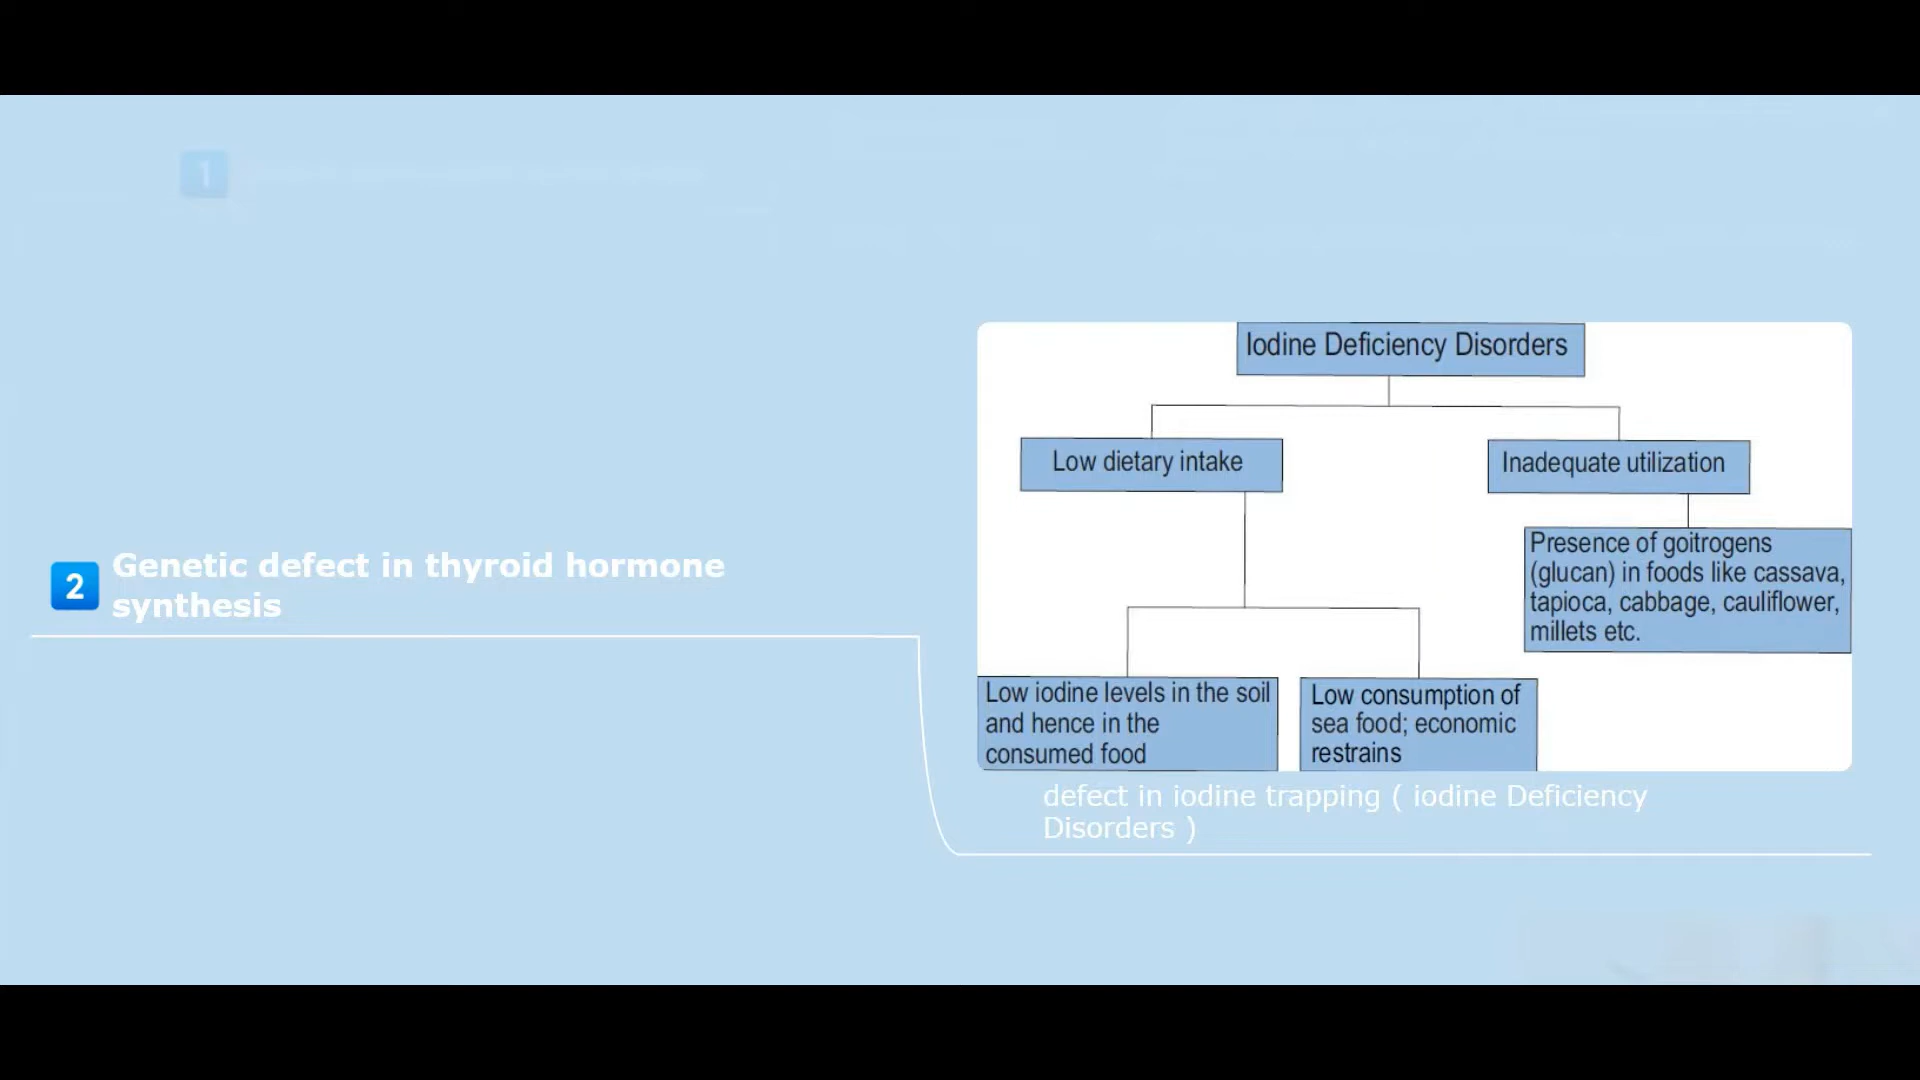 1
2
Genetic defect in thyroid hormone
synthesis
Iodine Deficiency Disorders
Low dietary intake
Inadequate utilization
Presence of goitrogens
(glucan) in foods like cassava,
tapioca, cabbage, cauliflower,
millets etc.
Low iodine levels in the soil
and hence in the
consumed food
Low consumption of
sea food; economic
restrains
defect in iodine trapping ( iodine Deficiency
Disorders )